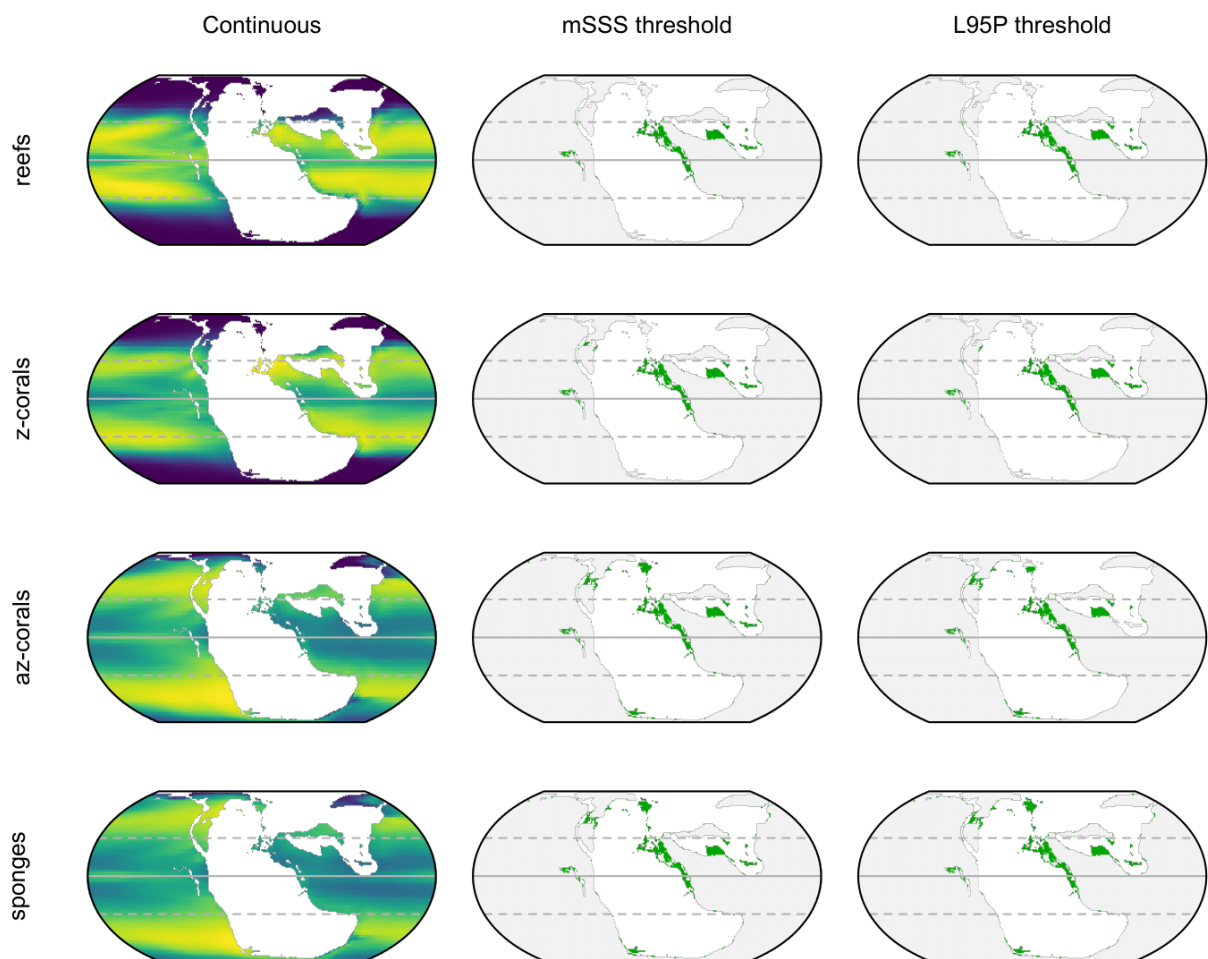 Continuous mSSS threshold L95P threshold
reefs
z-corals
az-corals
sponges